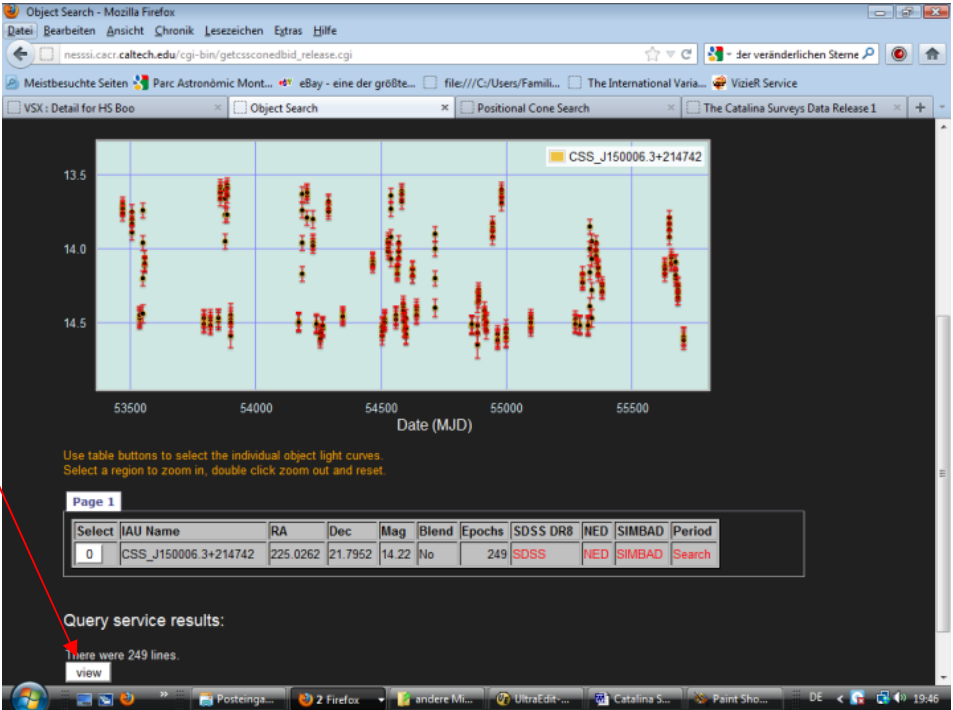 Object Search - Mozilla Firefox
Datei Bearbeiten Ansicht Chronik Lesezeichen Extras Hilfe
nesssi.cacr.caltech.edu/cgi-bin/getcssconedbid_release.cgi
- der veränderlichen Sterne
Meistbesuchte Seiten Parc Astronòmic Mont... eBay - eine der größte... file:///C:/Users/Famili... The International Varia... VizieR Service
VSX : Detail for HS Boo Object Search Positional Cone Search The Catalina Surveys Data Release 1
CSS_J150006.3+214742
13.5
14.0
14.5
53500 54000 54500 55000 55500
Date (MJD)
Use table buttons to select the individual object light curves.
Select a region to zoom in, double click zoom out and reset.
Page 1
Select IAU Name RA Dec Mag Blend Epochs SDSS DR8 NED SIMBAD Period
0 CSS_J150006.3+214742 225.0262 21.7952 14.22 No 249 SDSS NED SIMBAD Search
Query service results:
There were 249 lines.
view
» Posteinga... 2 Firefox andere Mi... UltraEdit-... Catalina S... Paint Sho... DE < 19:46